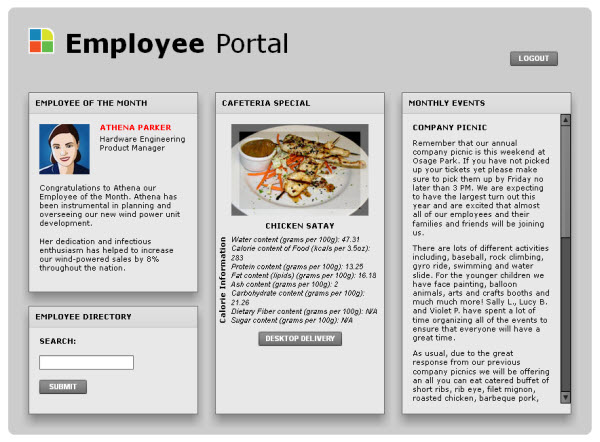 Employee Portal
LOGOUT
EMPLOYEE OF THE MONTH
ATHENA PARKER
Hardware Engineering
Product Manager
Congratulations to Athena our
Employee of the Month. Athena has
been instrumental in planning and
overseeing our new wind power unit
development.
Her dedication and infectious
enthusiasm has helped to increase
our wind-powered sales by 8%
throughout the nation.
EMPLOYEE DIRECTORY
SEARCH:
SUBMIT
CAFETERIA SPECIAL
CHICKEN SATAY
Calorie Information
Water content (grams per 100g): 47.31
Calorie content of Food (kcals per 3.5oz):
283
Protein content (grams per 100g): 13.25
Fat content (lipids) (grams per 100g): 16.18
Ash content (grams per 100g): 2
Carbohydrate content (grams per 100g):
21.26
Dietary Fiber content (grams per 100g): N/A
Sugar content (grams per 100g): N/A
DESKTOP DELIVERY
MONTHLY EVENTS
COMPANY PICNIC
Remember that our annual
company picnic is this weekend at
Osage Park. If you have not picked
up your tickets yet please make
sure to pick them up by Friday no
later than 3 PM. We are expecting
to have the largest turn out this
year and are excited that almost
all of our employees and their
families and friends will be joining
us.
There are lots of different activities
including, baseball, rock climbing,
gyro ride, swimming and water
slide. For the younger children we
have face painting, balloon
animals, arts and crafts booths and
much much more! Sally L., Lucy B.
and Violet P. have spent a lot of
time organizing all of the events to
ensure that everyone will have a
great time.
As usual, due to the great
response from our previous
company picnics we will be offering
an all you can eat catered buffet of
short ribs, rib eye, filet mignon,
roasted chicken, barbeque pork,